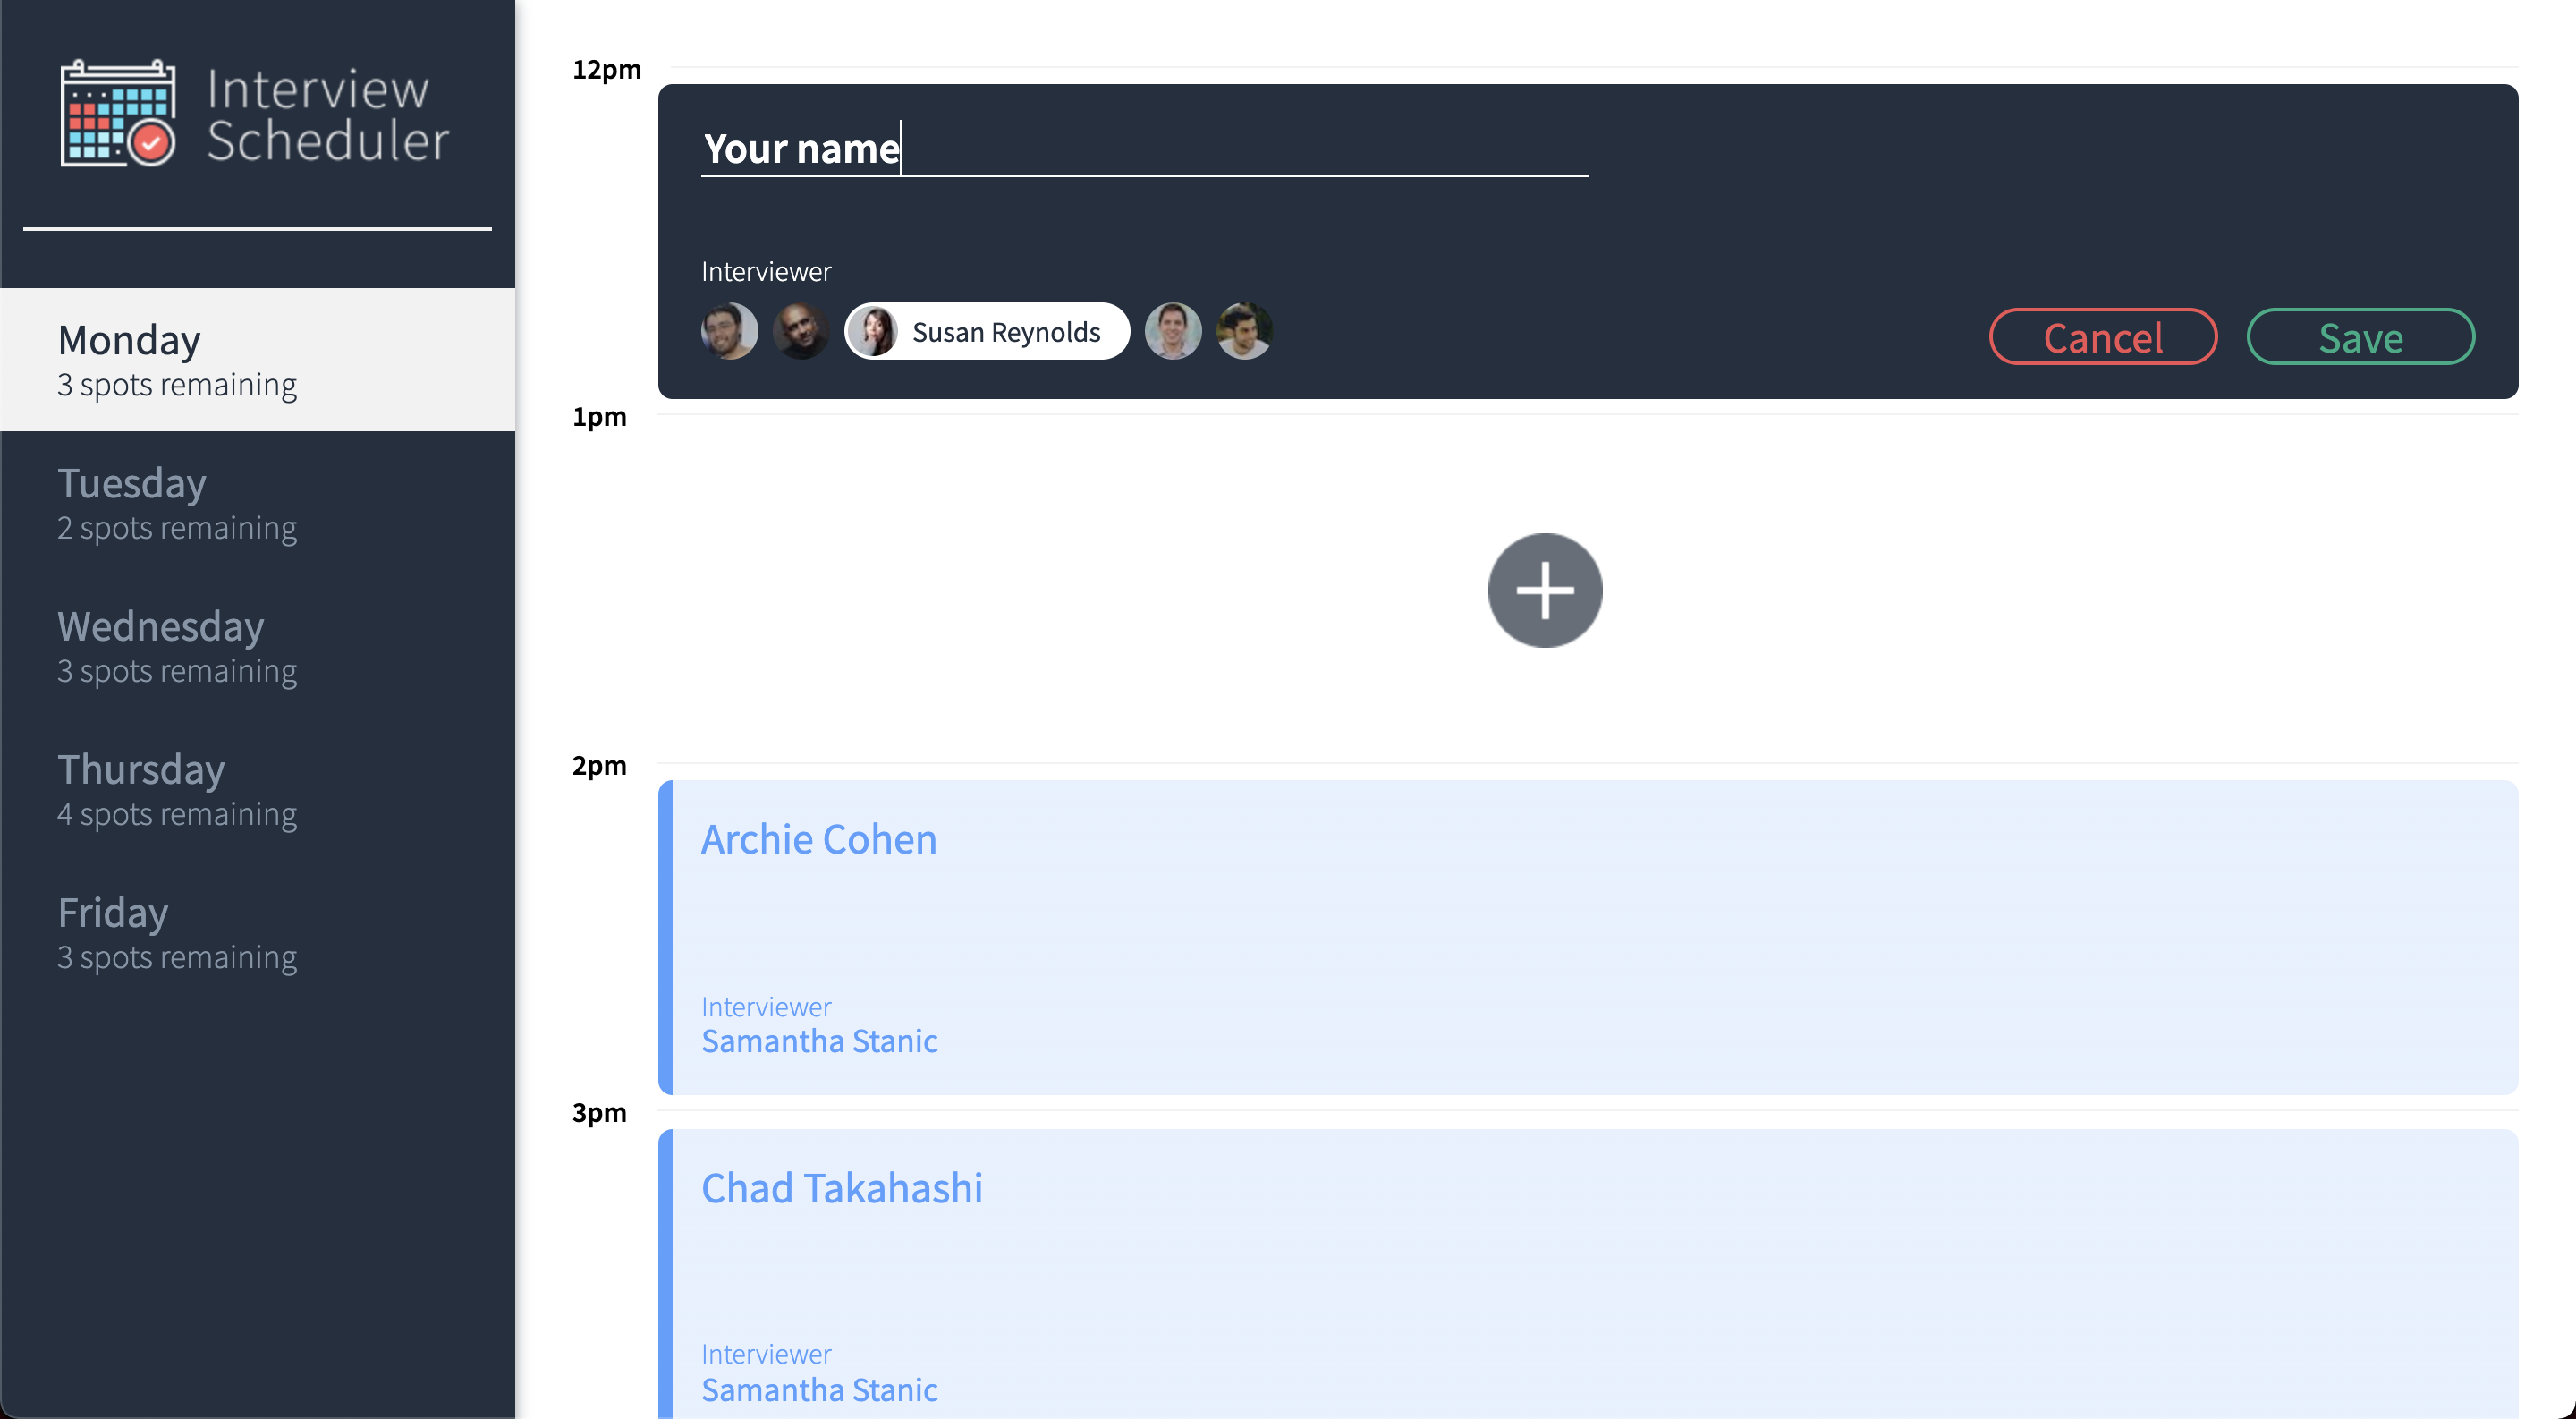 Interview
Scheduler
Monday
3 spots remaining
Tuesday
2 spots remaining
Wednesday
3 spots remaining
Thursday
4 spots remaining
Friday
3 spots remaining
12pm
Your name
Interviewer
Susan Reynolds
Cancel
Save
1pm
2pm
Archie Cohen
Interviewer
Samantha Stanic
3pm
Chad Takahashi
Interviewer
Samantha Stanic